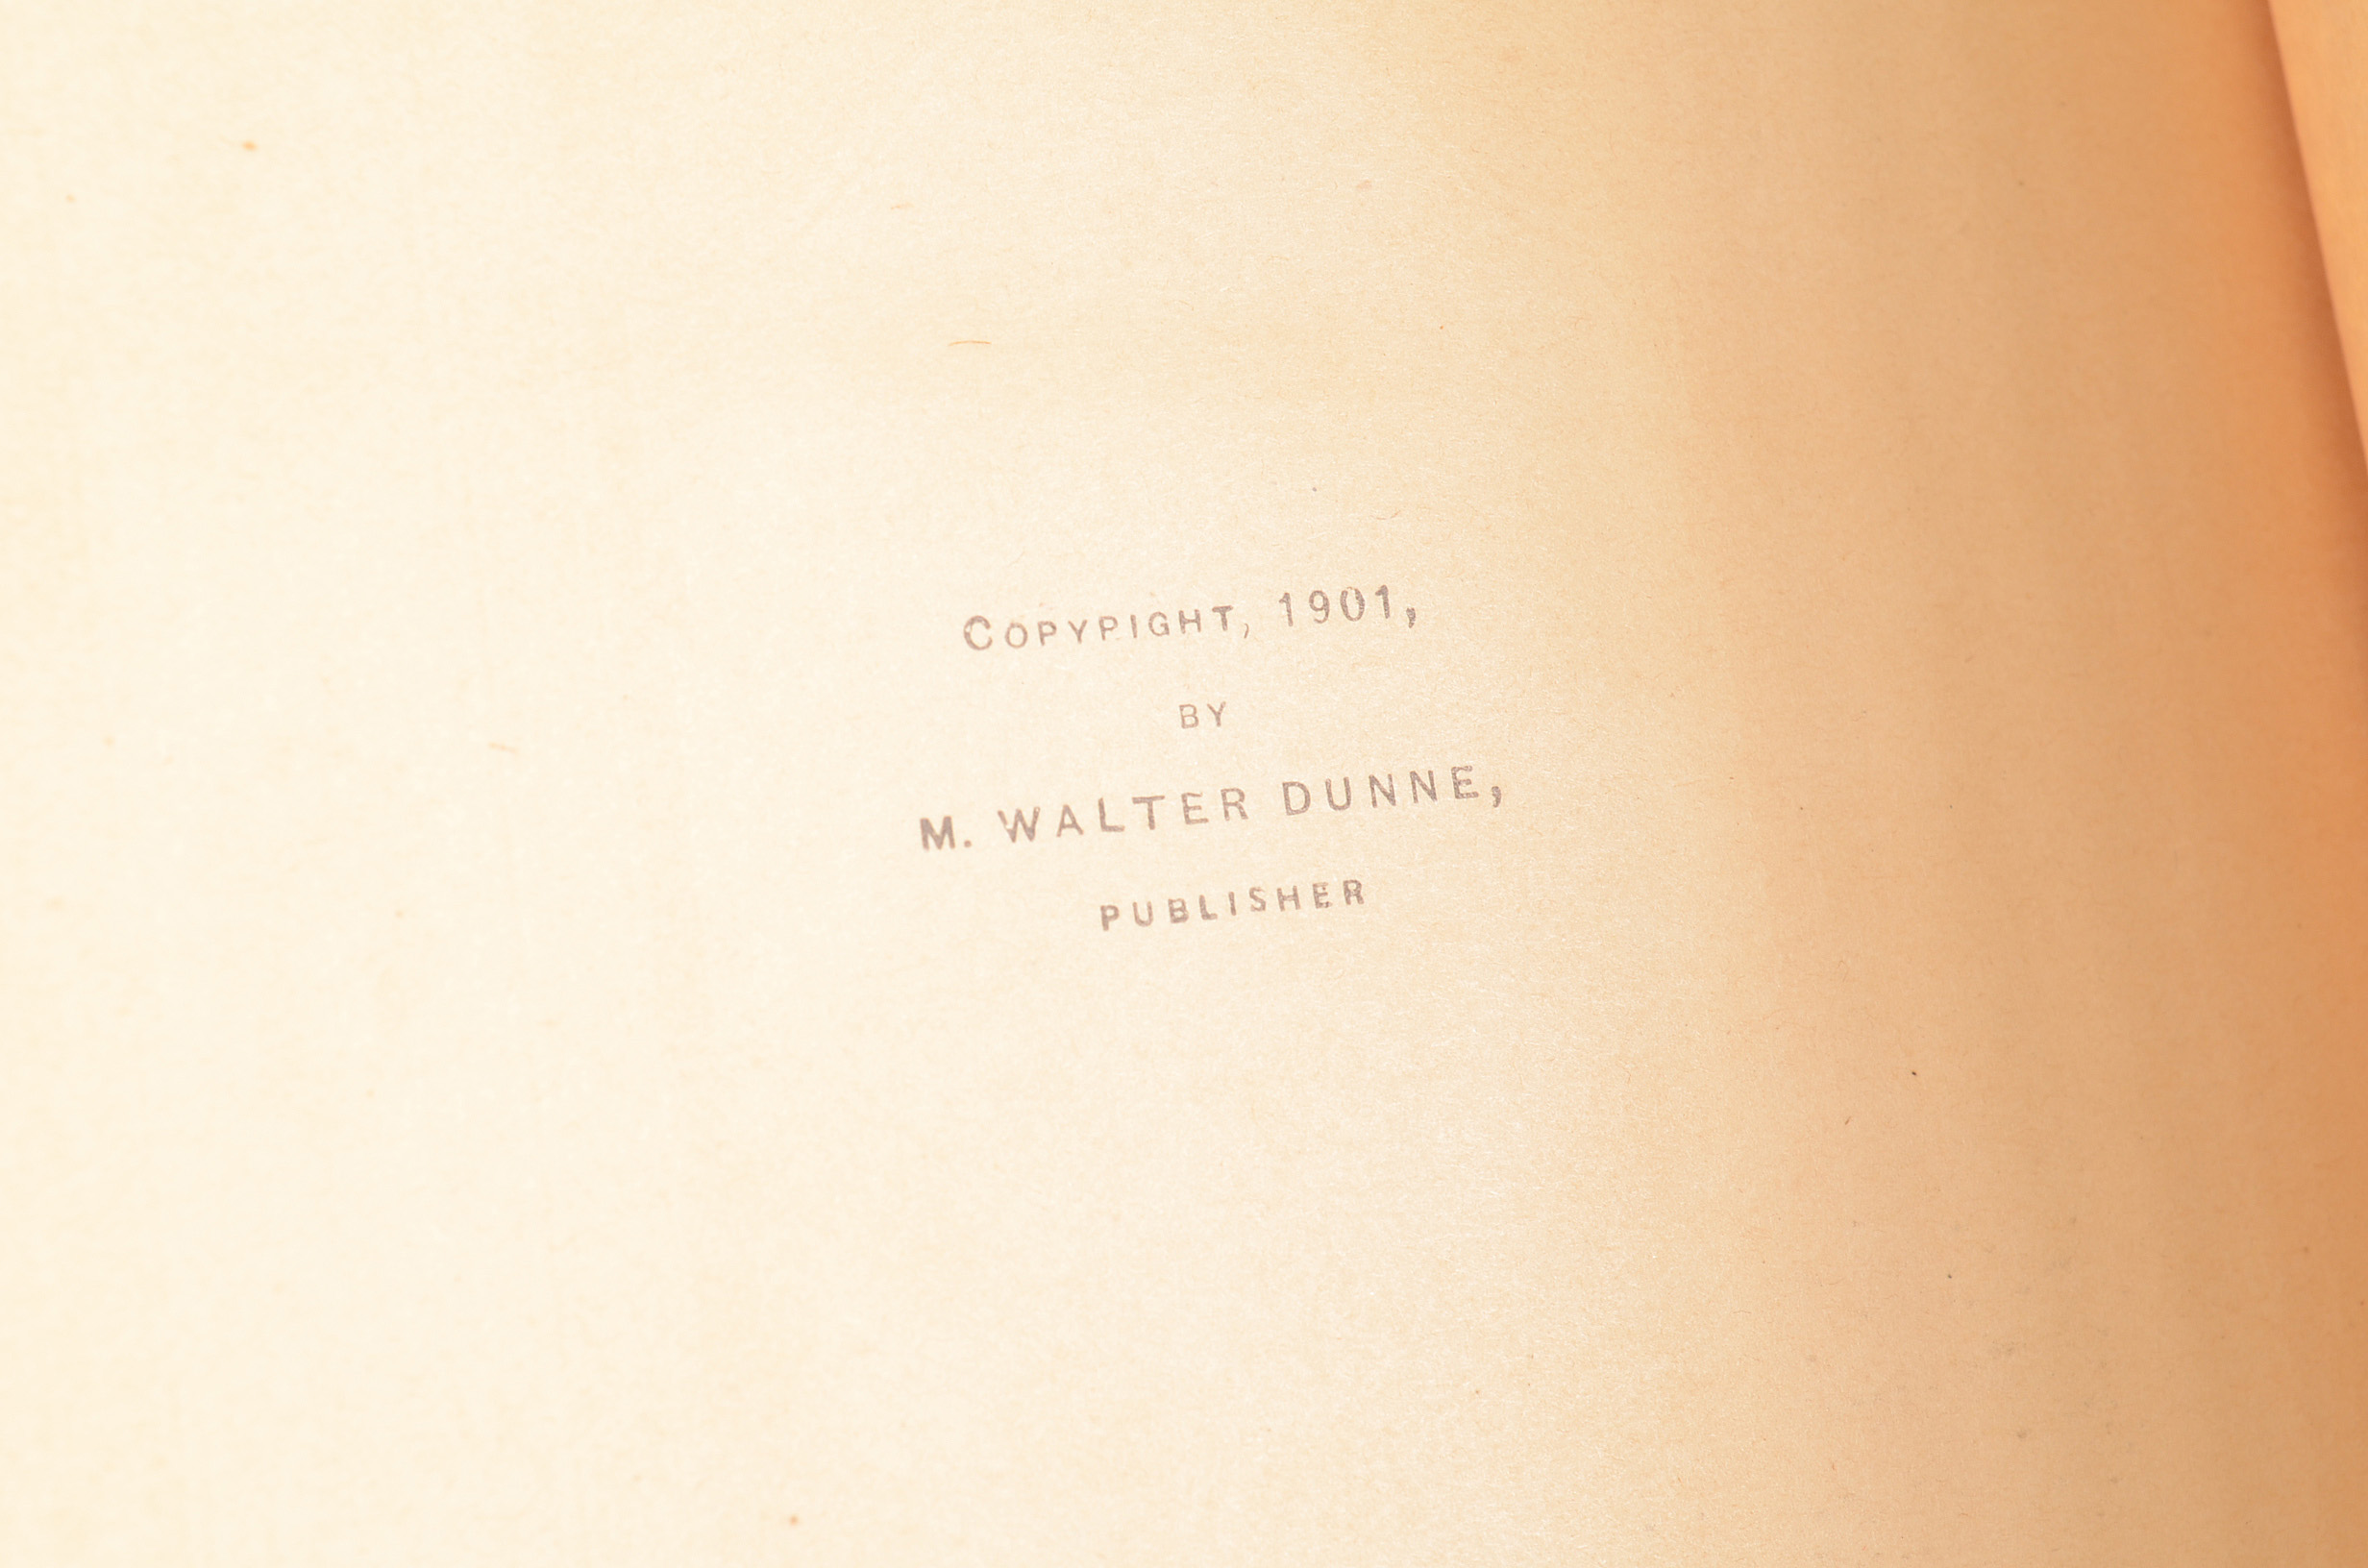 COPYRIGHT, 1901,
BY
M. WALTER DUNNE,
PUBLISHER